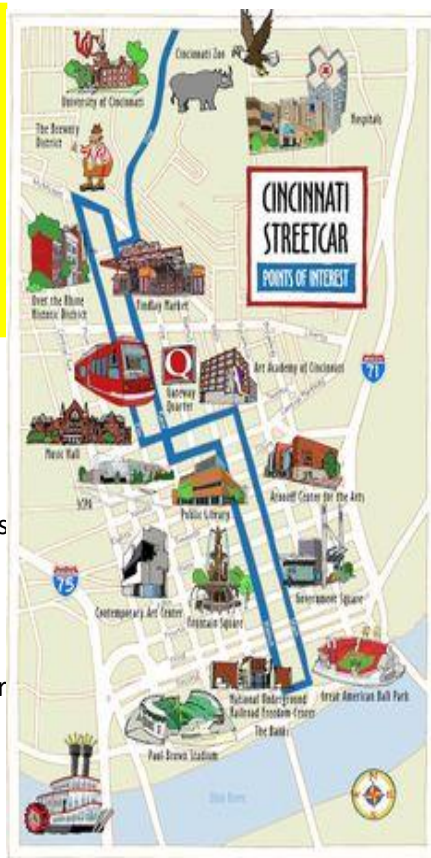 Cincinnati Zoo
University of Cincinnati
Hospitals
The Brewery
District
CINCINNATI
STREETCAR
POINTS OF INTEREST
Over the Rhine
Historic District
Findlay Market
Q
Gateway
Quarter
Art Academy of Cincinnati
71
Music Hall
SCPA
Public Library
Aronoff Center for the Arts
s
75
Contemporary Art Center
Fountain Square
Government Square
r
National Underground
Railroad Freedom Center
Great American Ball Park
The Banks
Paul Brown Stadium
Ohio River
N
S